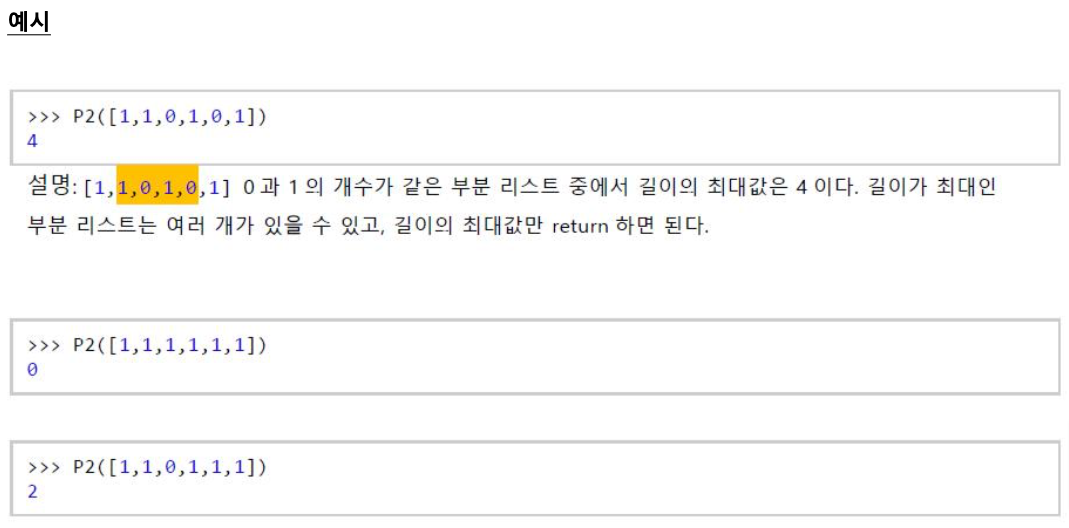 예시
>>> P2([1,1,0,1,0,1])
4
설명: [1,1,0,1,0,1] 0과 1의 개수가 같은 부분 리스트 중에서 길이의 최대값은 4이다. 길이가 최대인
부분 리스트는 여러 개가 있을 수 있고, 길이의 최대값만 return 하면 된다.
>>> P2([1,1,1,1,1,1])
0
>>> P2([1,1,0,1,1,1])
2